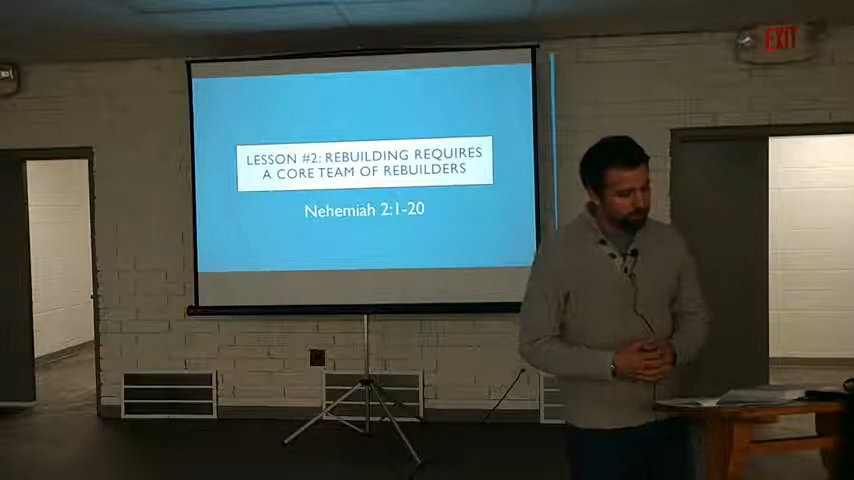 EXIT
LESSON #2: REBUILDING REQUIRES
A CORE TEAM OF REBUILDERS
Nehemiah 2:1-20